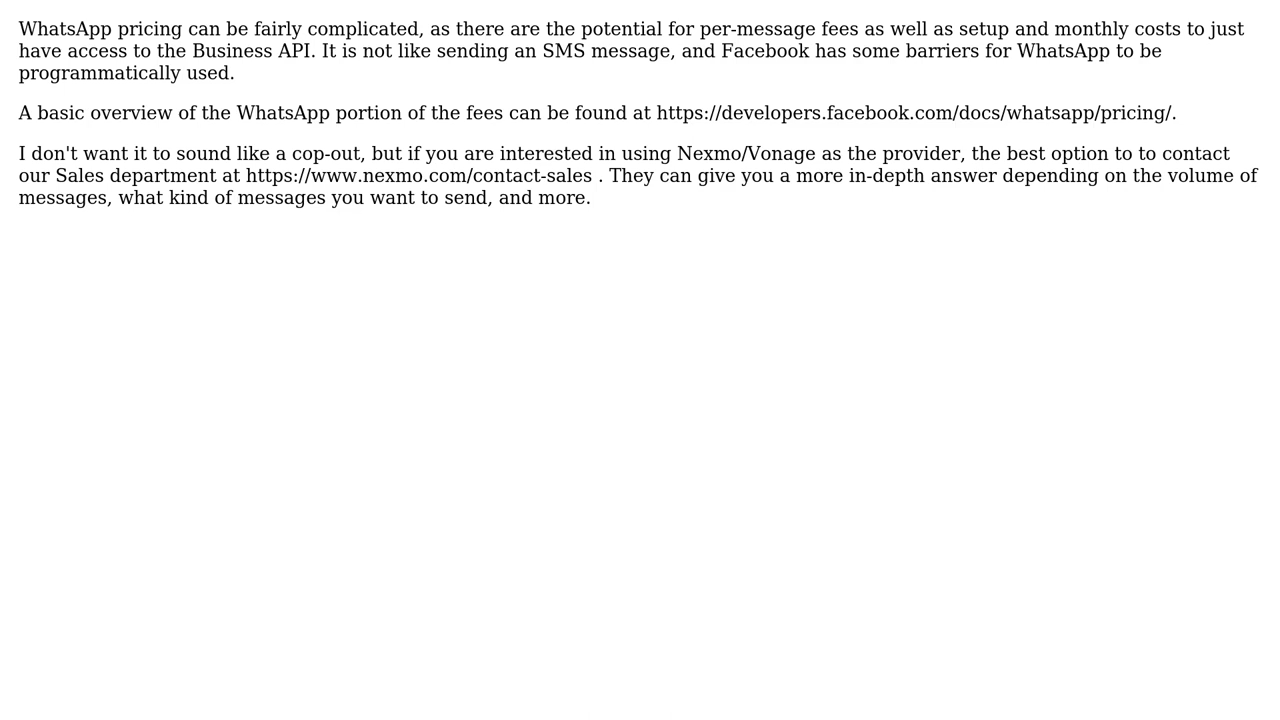 WhatsApp pricing can be fairly complicated, as there are the potential for per-message fees as well as setup and monthly costs to just
have access to the Business API. It is not like sending an SMS message, and Facebook has some barriers for WhatsApp to be
programmatically used.
A basic overview of the WhatsApp portion of the fees can be found at https://developers.facebook.com/docs/whatsapp/pricing/.
I don't want it to sound like a cop-out, but if you are interested in using Nexmo/Vonage as the provider, the best option to to contact
our Sales department at https://www.nexmo.com/contact-sales . They can give you a more in-depth answer depending on the volume of
messages, what kind of messages you want to send, and more.